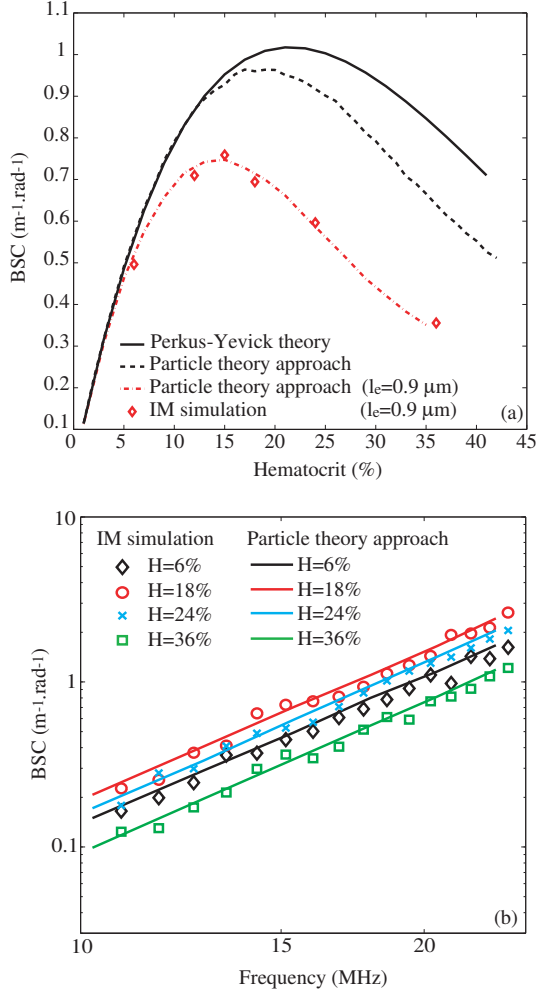 1.1
1
0.9
0.8
0.7
0.6
0.5
0.4
0.3
0.2
0.1
BSC (m-1.rad-1)
Perkus-Yevick theory
Particle theory approach
Particle theory approach (le=0.9 µm)
IM simulation (le=0.9 µm)
(a)
0 5 10 15 20 25 30 35 40 45
Hematocrit (%)
10
1
0.1
BSC (m-1.rad-1)
IM simulation Particle theory approach
H=6% H=6%
H=18% H=18%
H=24% H=24%
H=36% H=36%
(b)
10 15 20
Frequency (MHz)